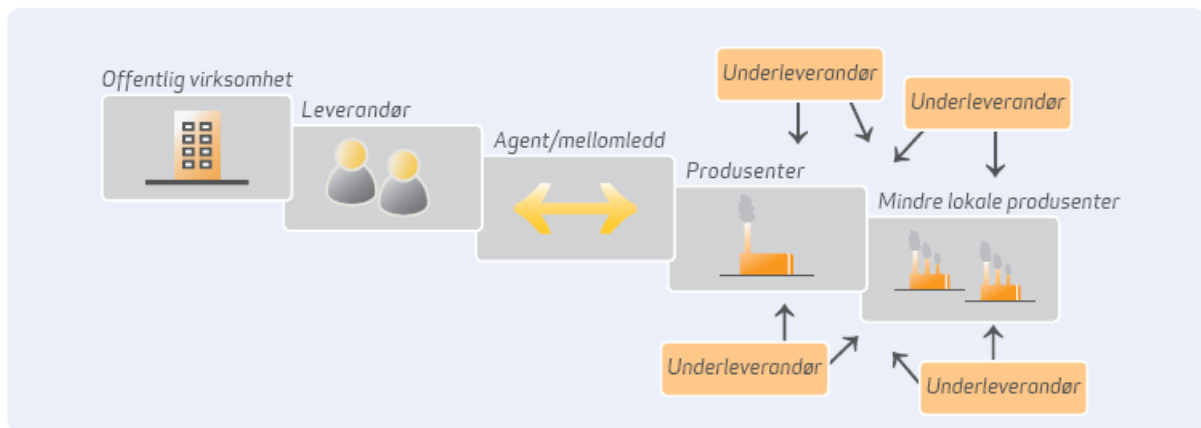 Offentlig virksomhet
Leverandør
Agent/mellomledd
Produsenter
Mindre lokale produsenter
Underleverandør
Underleverandør
Underleverandør
Underleverandør